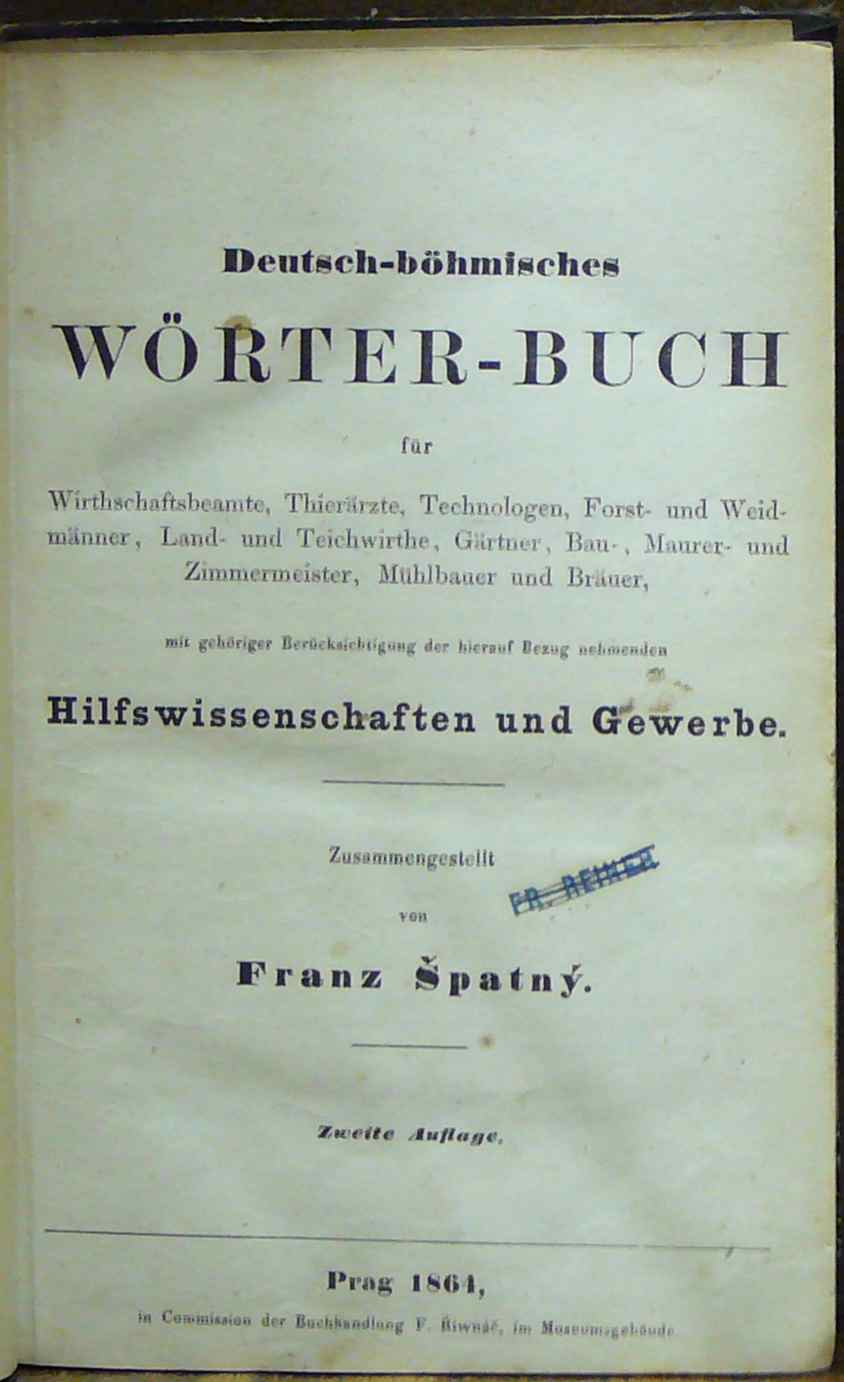 Deutsch-böhmisches
WÖRTER-BUCH
für
Wirthschaftsbeamte, Thierärzte, Technologen, Forst- und Weid-
männer, Land- und Teichwirthe, Gärtner, Bau-, Maurer- und
Zimmermeister, Mühlbauer und Bräuer,
mit gehöriger Berücksichtigung der hierauf Bezug nehmenden
Hilfswissenschaften und Gewerbe.
Zusammengestellt
FR. REIMER
von
Franz Špatný.
Zweite Auflage.
Prag 1864,
in Commission der Buchhandlung F. Řiwnáč, im Museumsgebäude